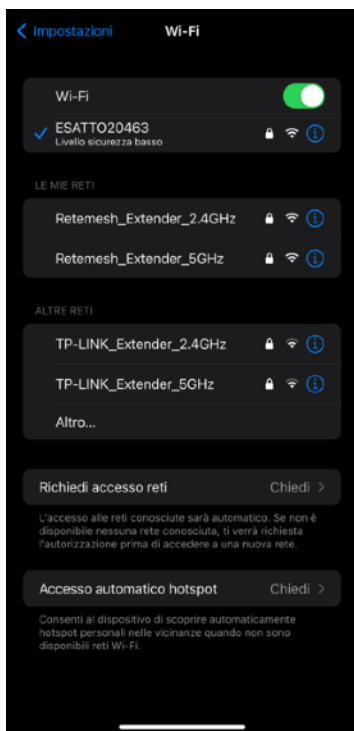 Impostazioni Wi-Fi
Wi-Fi
ESATTO20463
Livello sicurezza basso
LE MIE RETI
Retemesh_Extender_2.4GHz
Retemesh_Extender_5GHz
ALTRE RETI
TP-LINK_Extender_2.4GHz
TP-LINK_Extender_5GHz
Altro...
Richiedi accesso reti Chiedi
L'accesso alle reti conosciute sarà automatico. Se non è
disponibile nessuna rete conosciuta, ti verrà richiesta
l'autorizzazione prima di accedere a una nuova rete.
Accesso automatico hotspot Chiedi
Consenti al dispositivo di scoprire automaticamente
hotspot personali nelle vicinanze quando non sono
disponibili reti Wi-Fi.